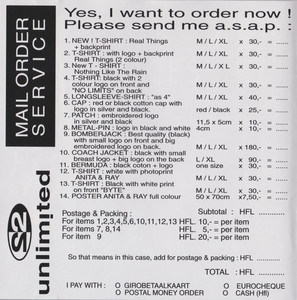 Yes, I want to order now !
Please send me a.s.a.p. :
MAIL ORDER
SERVICE
S2
unlimited
1. NEW ! T-SHIRT : Real Things M / L / XL x 30,- =
+ backprint
2. T-SHIRT : with logo + backprint M / L / XL x 30,- =
Real Things (2 colour)
3. New T - SHIRT : M / L / XL x 30,- =
Nothing Like The Rain
4. T-SHIRT: black with 2 M / L / XL x 30,- =
colour logo on front and
"NO LIMITS" on back
5. LONGSLEEVE-SHIRT: "as 4" M / L / XL x 40,- =
6. CAP : red or black cotton cap with red / black x 25,- =
logo in silver and black.
7. PATCH : embroidered logo 11,5 x 5cm x 10,- =
in silver and black
8. METAL-PIN : logo in black and white 4cm x 10,- =
9. BOMBERJACK : Best quality (black)
with small logo on front and big M / L / XL x 180,- =
embroidered logo on back.
10. COACH JACKET : black with small
breast logo + big logo on the back L / XL x 90,- =
11. BERMUDA : black coton + logo one size x 30,- =
12. T-SHIRT : white with photoprint M / L / XL x 30,- =
ANITA & RAY
13. T-SHIRT : Black with white print M / L / XL x 30,- =
on front "BYTE"
14. POSTER ANITA & RAY full colour 50 x 70cm x 17,50- =
Postage & Packing : Subtotal : HFL
For items 1,2,3,4,5,6,10,11,12,13 HFL. 10,- = per item
For items 7, 8, 14 HFL. 5,- = per item
For item 9 HFL. 20,- = per item
So that means in this case, add for postage & packing : HFL
TOTAL : HFL
I PAY WITH : O GIROBETAALKAART O EUROCHEQUE
O POSTAL MONEY ORDER O CASH (Hfl)